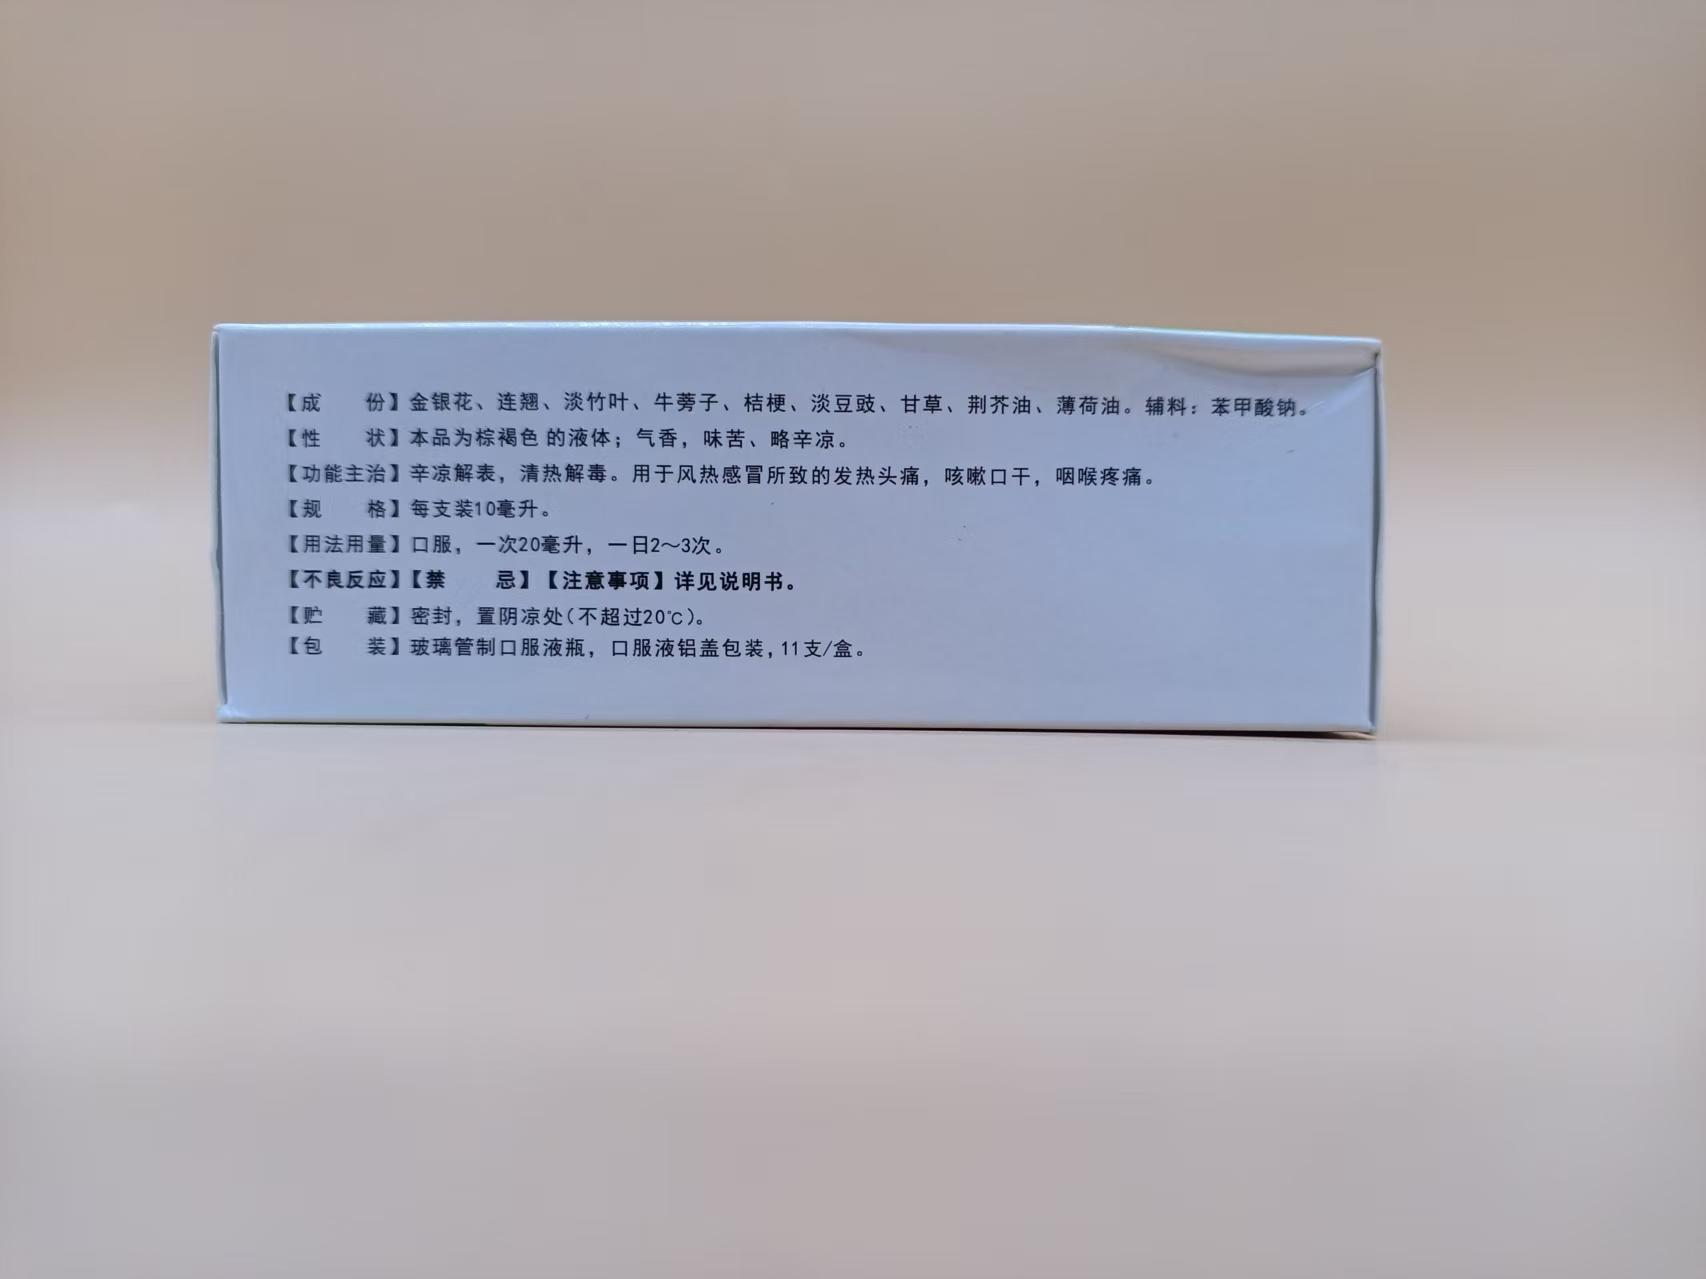 【成　　份】金银花、连翘、淡竹叶、牛蒡子、桔梗、淡豆豉、甘草、荆芥油、薄荷油。辅料：苯甲酸钠。
【性　　状】本品为棕褐色 的液体；气香，味苦、略辛凉。
【功能主治】辛凉解表，清热解毒。用于风热感冒所致的发热头痛，咳嗽口干，咽喉疼痛。
【规　　格】每支装10毫升。
【用法用量】口服，一次20毫升，一日2～3次。
【不良反应】【禁　　忌】【注意事项】详见说明书。
【贮　　藏】密封，置阴凉处(不超过20℃)。
【包　　装】玻璃管制口服液瓶，口服液铝盖包装，11支/盒。